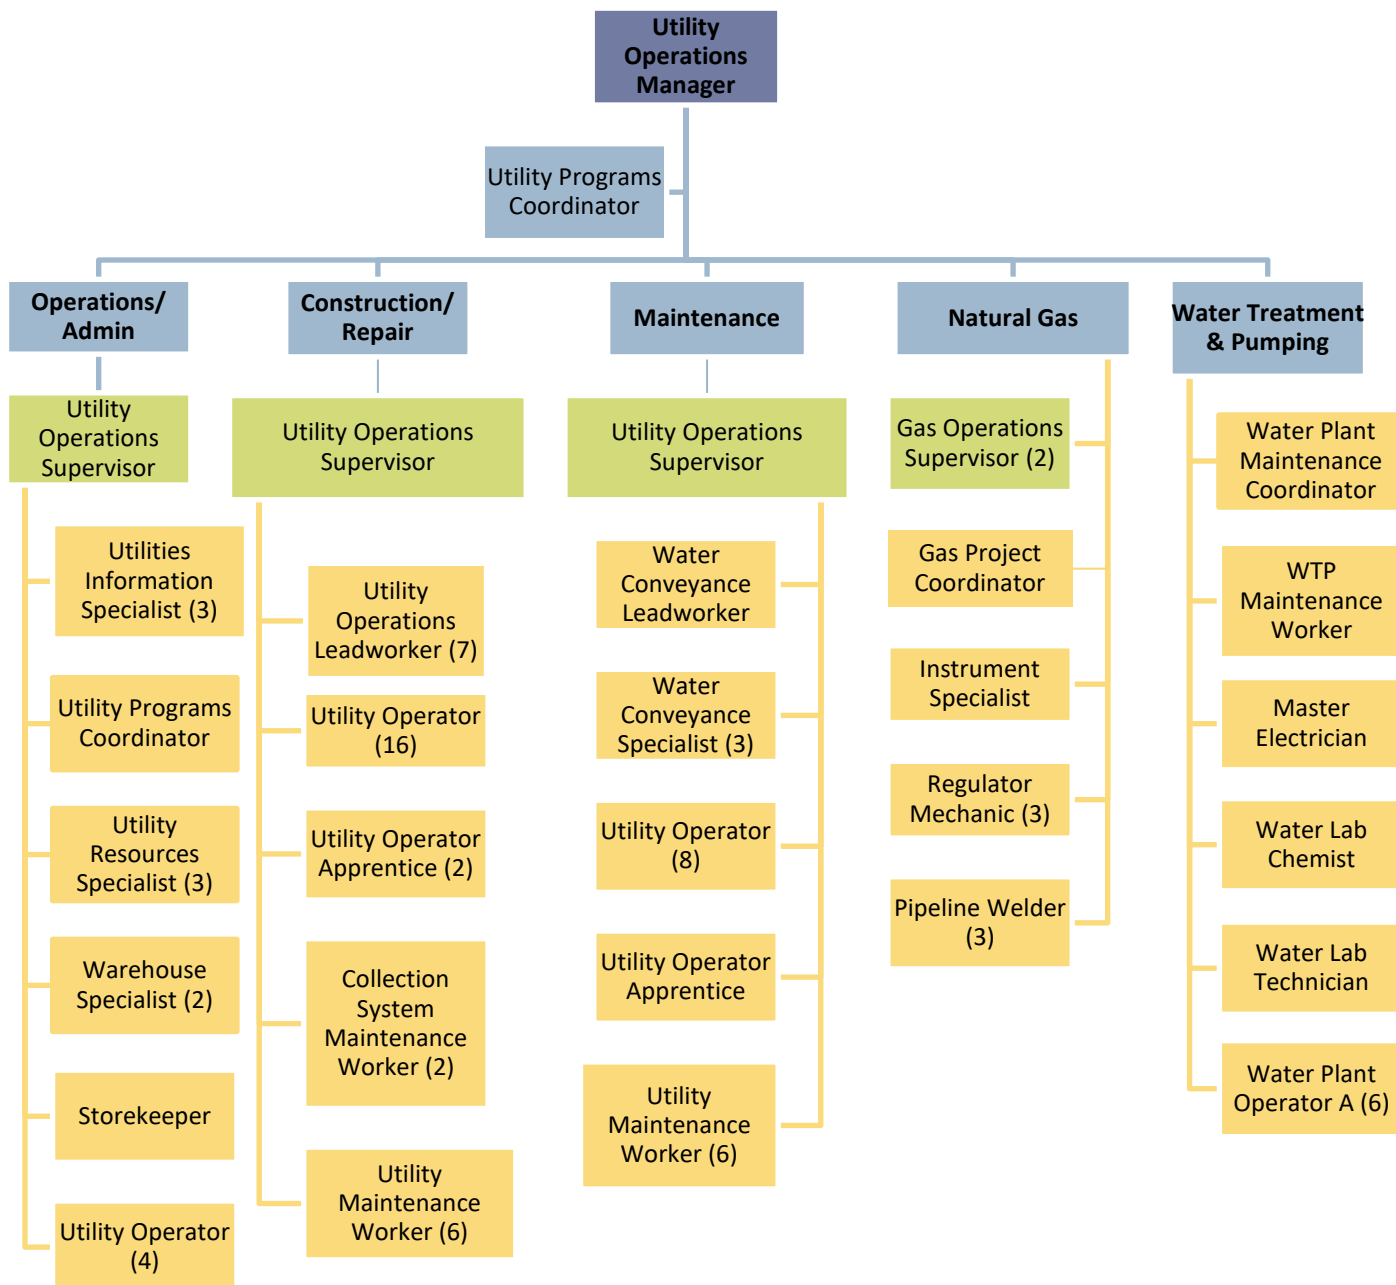 Utility
Operations
Manager
Utility Programs
Coordinator
Operations/
Admin
Construction/
Repair
Maintenance
Natural Gas
Water Treatment
& Pumping
Utility
Operations
Supervisor
Utilities
Information
Specialist (3)
Utility Programs
Coordinator
Utility
Resources
Specialist (3)
Warehouse
Specialist (2)
Storekeeper
Utility Operator
(4)
Utility Operations
Supervisor
Utility
Operations
Leadworker (7)
Utility Operator
(16)
Utility Operator
Apprentice (2)
Collection
System
Maintenance
Worker (2)
Utility
Maintenance
Worker (6)
Utility Operations
Supervisor
Water
Conveyance
Leadworker
Water
Conveyance
Specialist (3)
Utility Operator
(8)
Utility Operator
Apprentice
Utility
Maintenance
Worker (6)
Gas Operations
Supervisor (2)
Gas Project
Coordinator
Instrument
Specialist
Regulator
Mechanic (3)
Pipeline Welder
(3)
Water Plant
Maintenance
Coordinator
WTP
Maintenance
Worker
Master
Electrician
Water Lab
Chemist
Water Lab
Technician
Water Plant
Operator A (6)